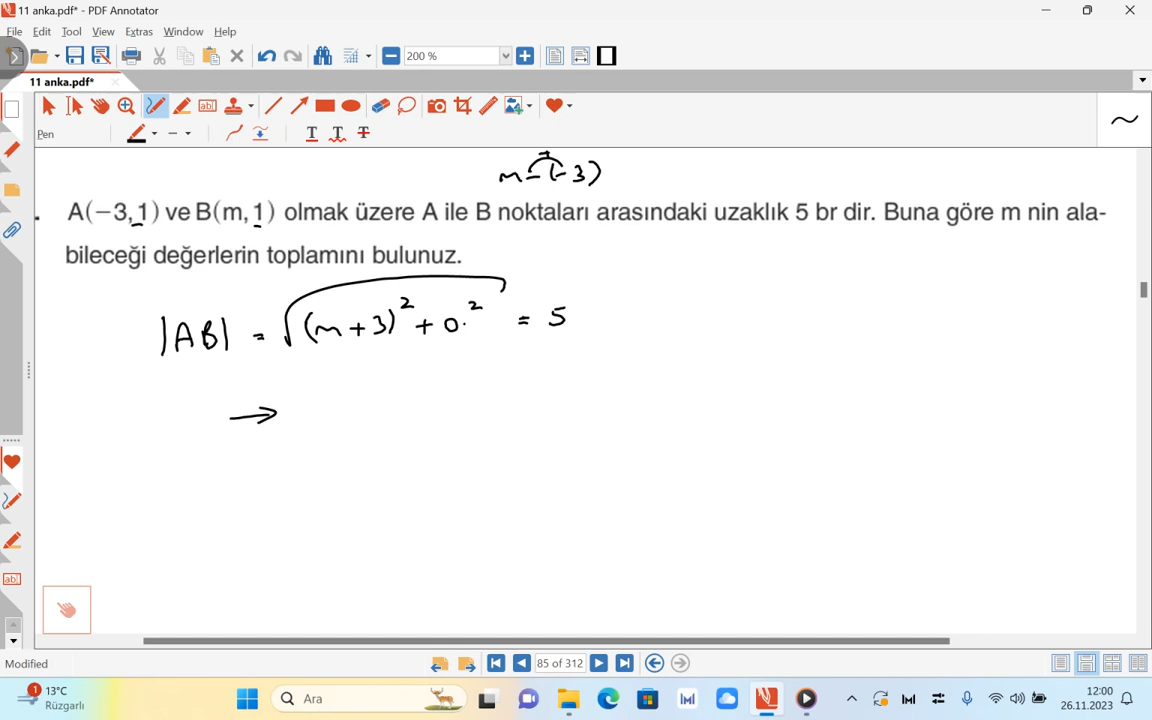 11 anka.pdf* - PDF Annotator
File Edit Tool View Extras Window Help
200 %
11 anka.pdf*
Pen
m-(-3)
A(−3,1) ve B(m, 1) olmak üzere A ile B noktaları arasındaki uzaklık 5 br dir. Buna göre m nin ala-
bileceği değerlerin toplamını bulunuz.
|AB| = √(m+3)² + 0² = 5
→
Modified
85 of 312
1
13°C
Rüzgarlı
Ara
12:00
26.11.2023